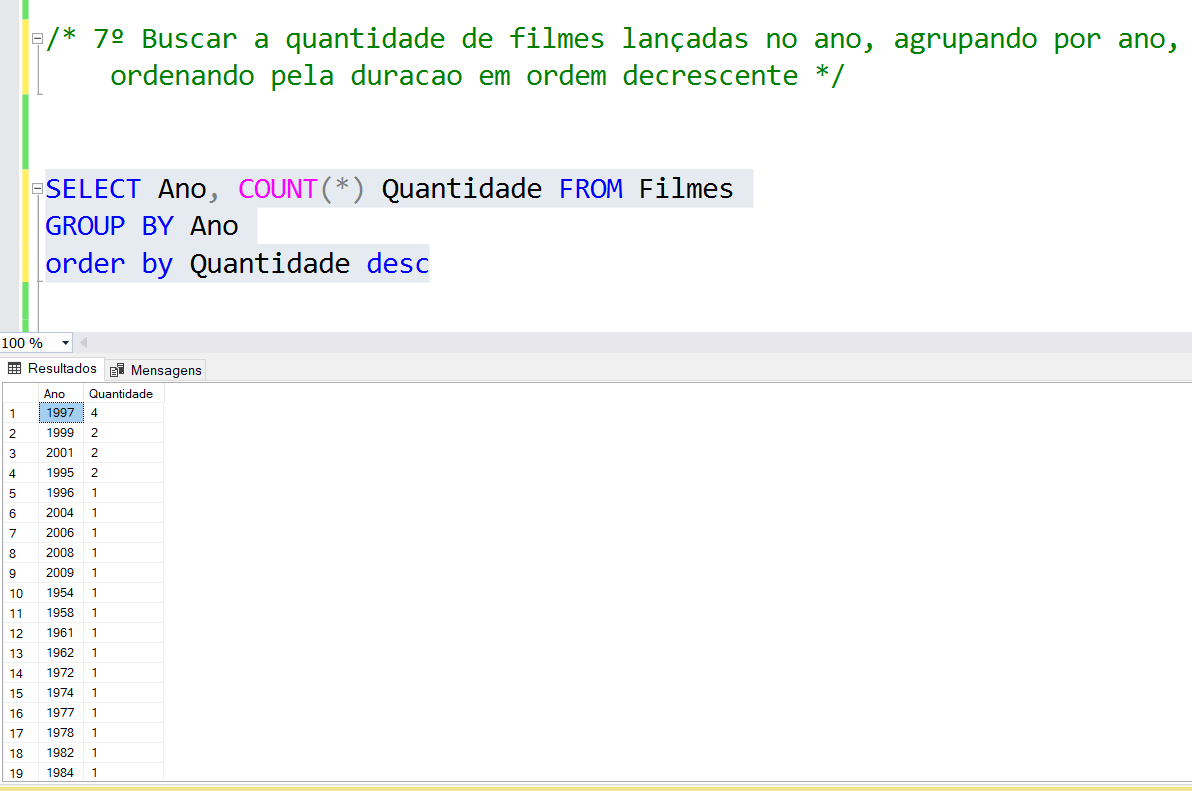 /* 7º Buscar a quantidade de filmes lançadas no ano, agrupando por ano,
ordenando pela duracao em ordem decrescente */
SELECT Ano, COUNT(*) Quantidade FROM Filmes
GROUP BY Ano
order by Quantidade desc
100 %
Resultados Mensagens
Ano Quantidade
1 1997 4
2 1999 2
3 2001 2
4 1995 2
5 1996 1
6 2004 1
7 2006 1
8 2008 1
9 2009 1
10 1954 1
11 1958 1
12 1961 1
13 1962 1
14 1972 1
15 1974 1
16 1977 1
17 1978 1
18 1982 1
19 1984 1